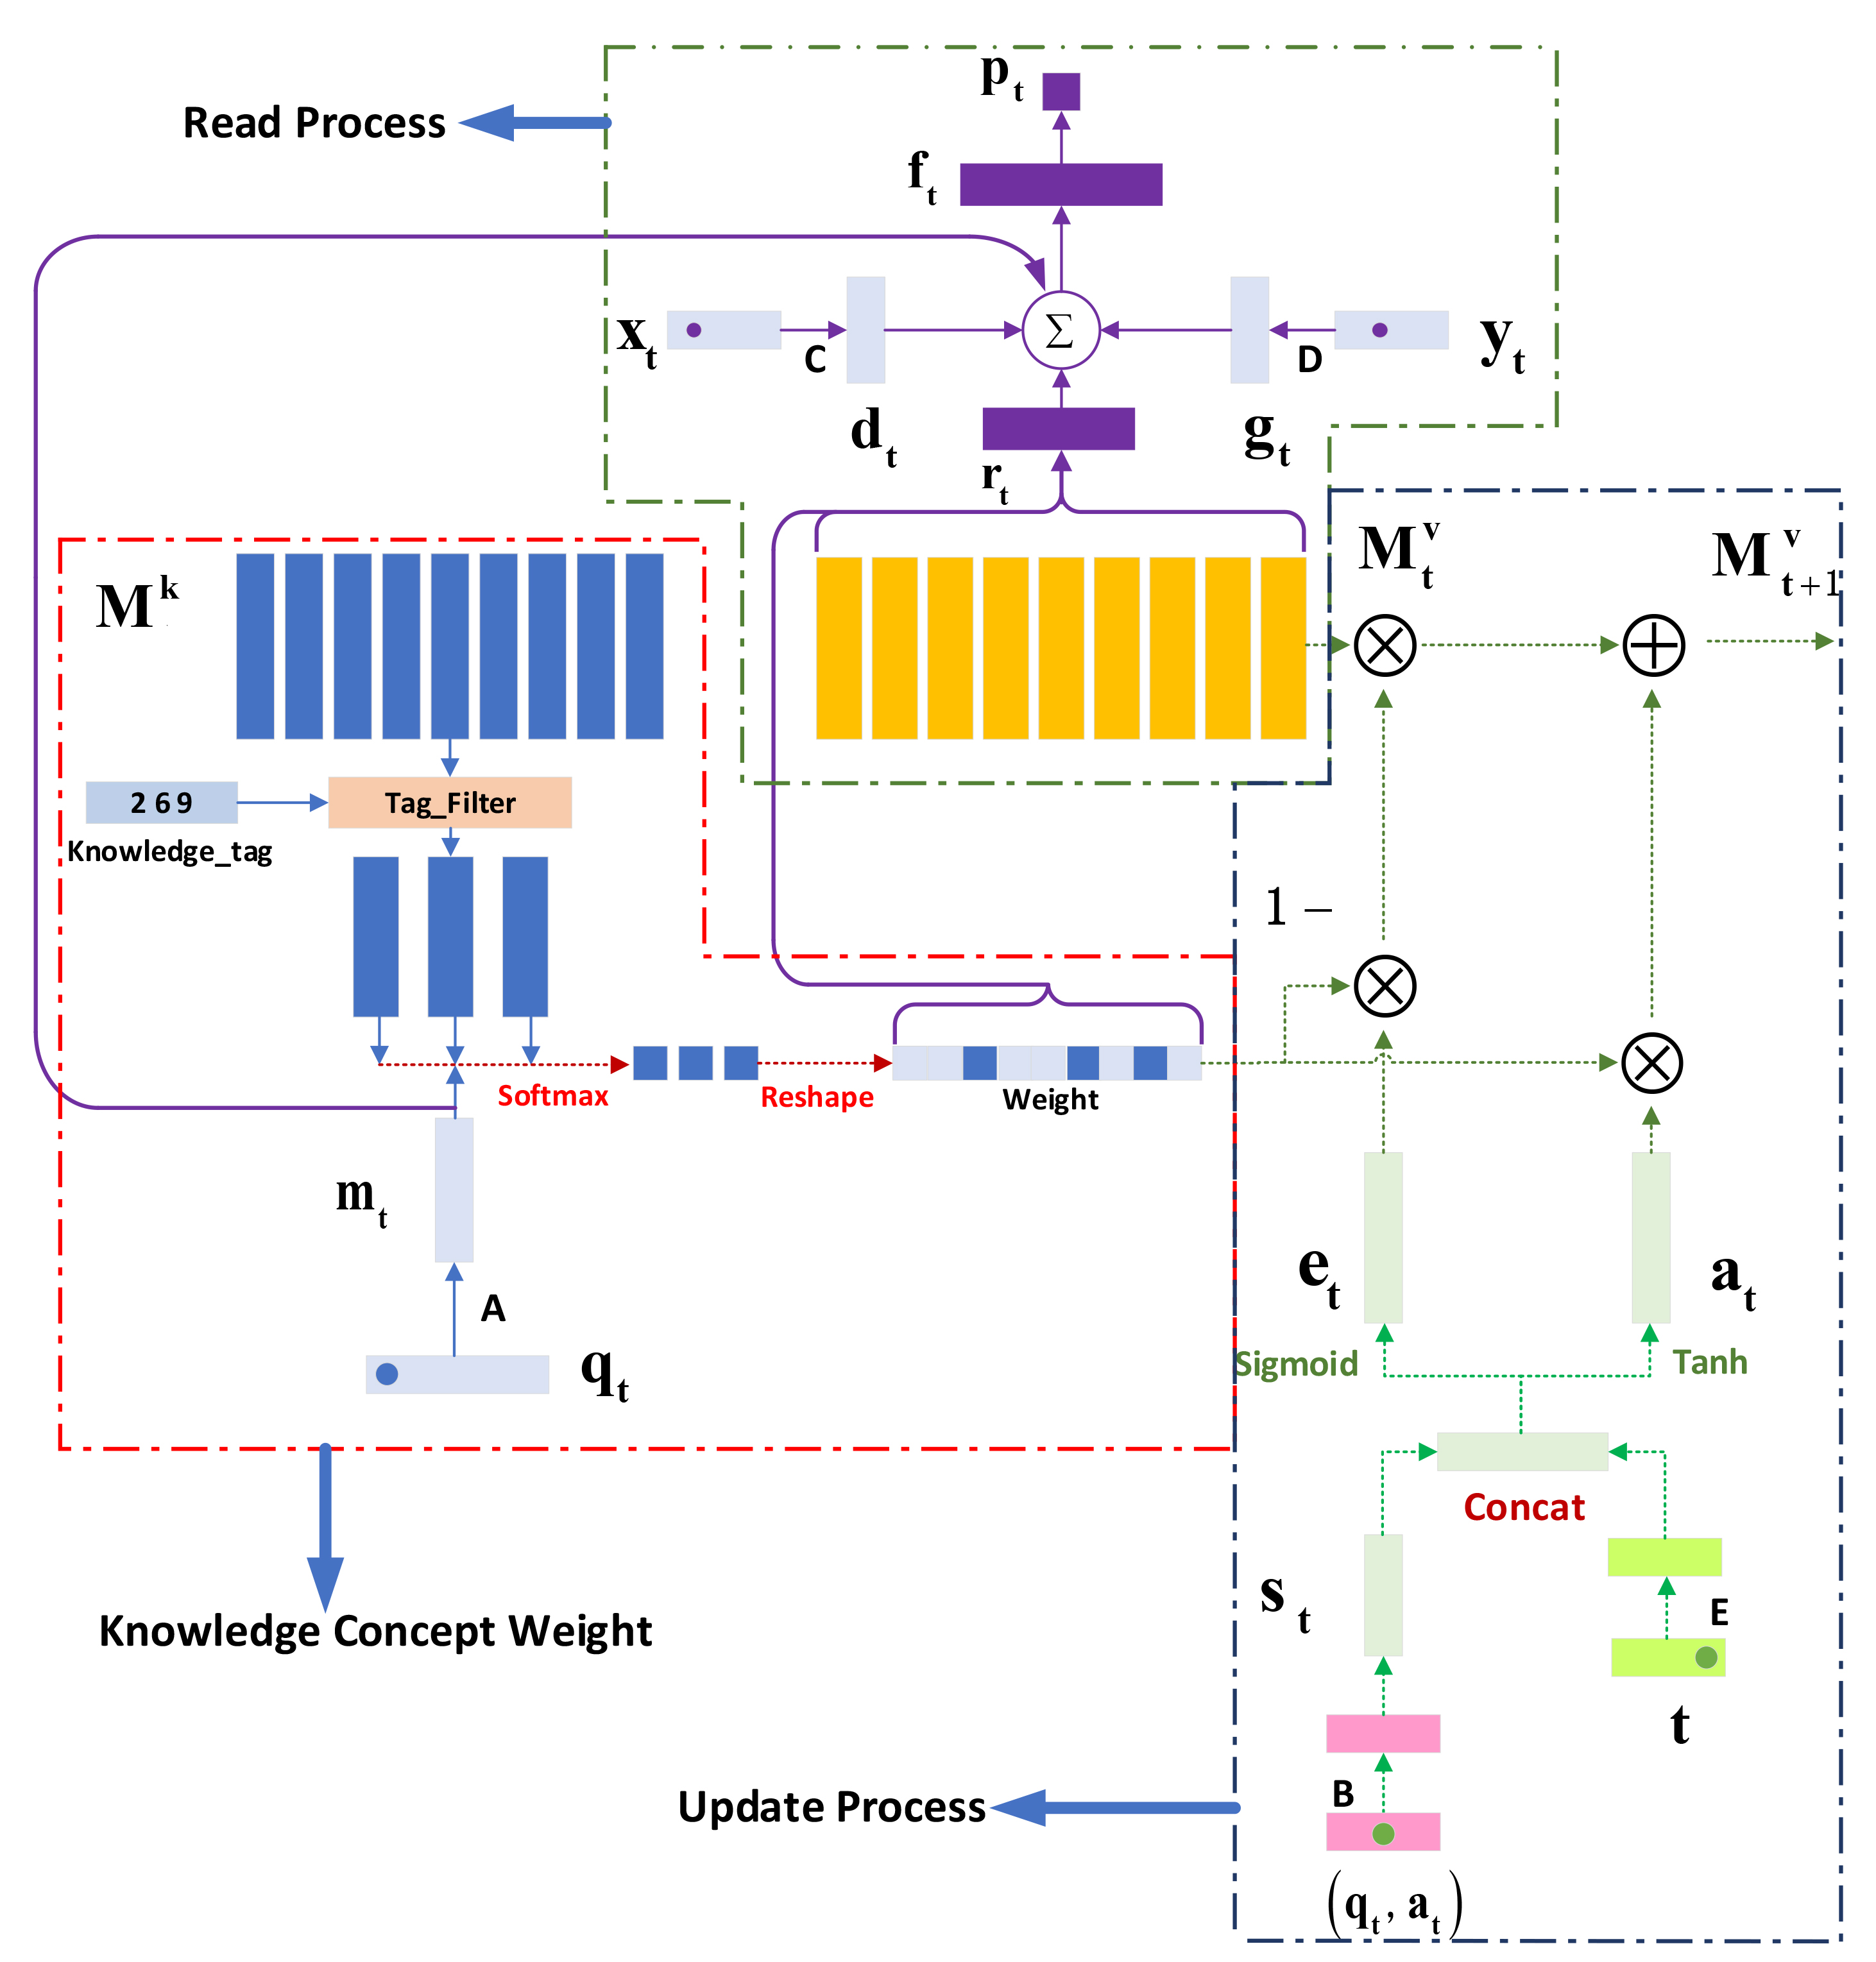 p_t
Read Process
f_t
x_t
C
Σ
D
y_t
d_t
g_t
r_t
M^k
M_t^v
M_{t+1}^v
2 6 9
Tag_Filter
Knowledge_tag
1 −
Softmax
Reshape
Weight
m_t
e_t
a_t
A
q_t
Sigmoid
Tanh
Concat
s_t
E
Knowledge Concept Weight
t
B
Update Process
(q_t, a_t)